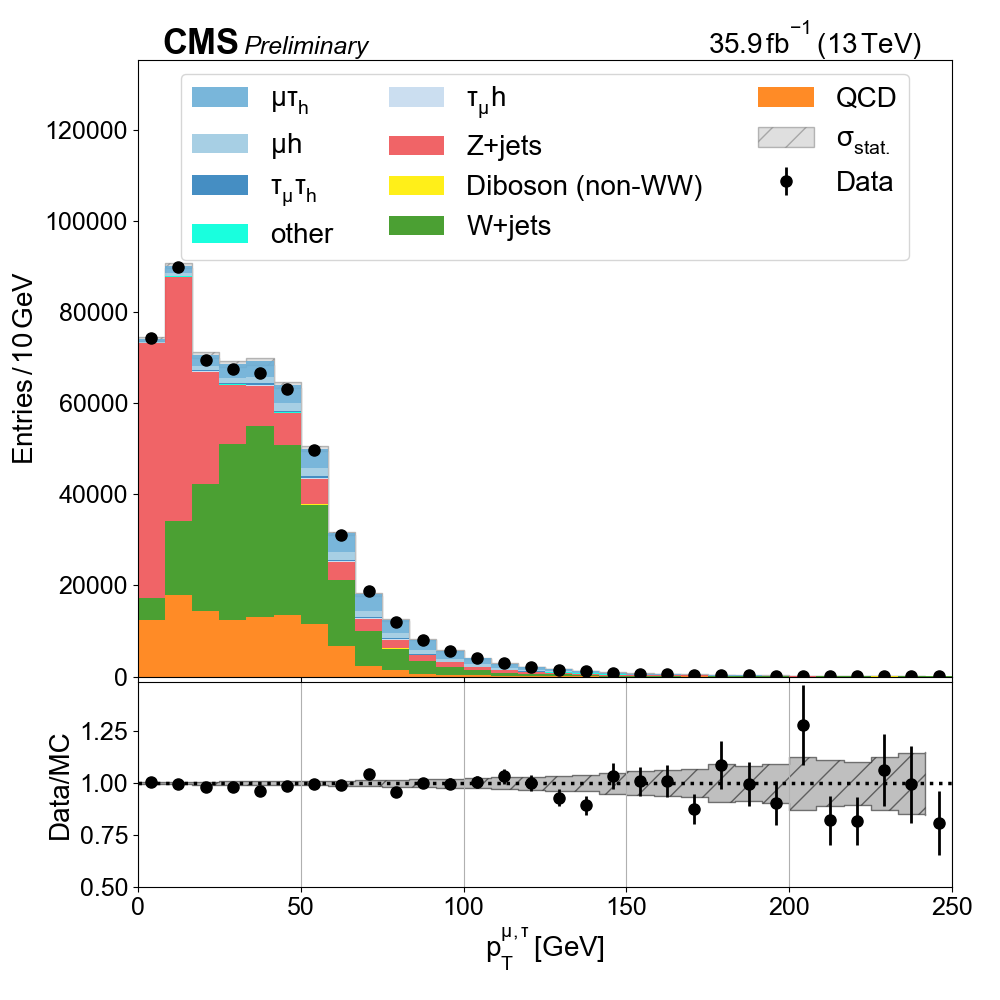 CMS Preliminary 35.9 fb⁻¹ (13 TeV)
μτ_h
μh
τ_μτ_h
other
τ_μh
Z+jets
Diboson (non-WW)
W+jets
QCD
σ_stat.
Data
Entries / 10 GeV
120000
100000
80000
60000
40000
20000
0
Data/MC
1.25
1.00
0.75
0.50
0 50 100 150 200 250
p_T^{μ, τ} [GeV]